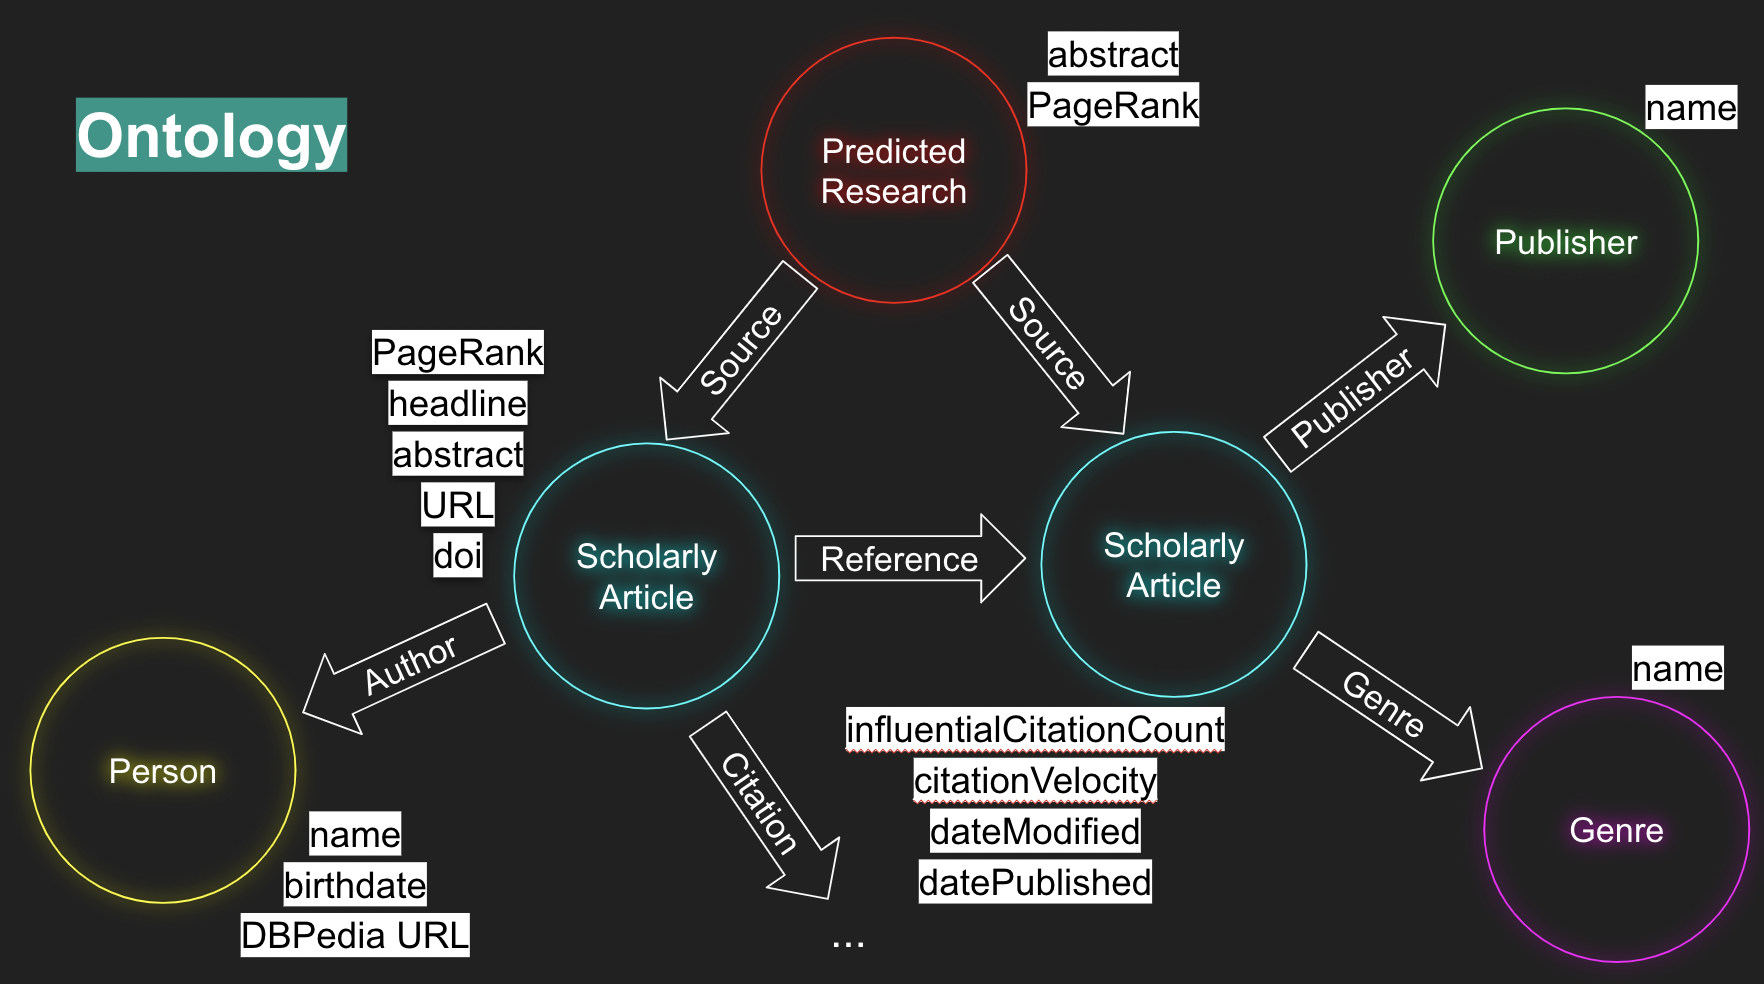 Ontology
Predicted
Research
abstract
PageRank
name
Publisher
Source
Source
Publisher
PageRank
headline
abstract
URL
doi
Scholarly
Article
Reference
Scholarly
Article
Author
Person
name
birthdate
DBPedia URL
Citation
...
influentialCitationCount
citationVelocity
dateModified
datePublished
Genre
name
Genre